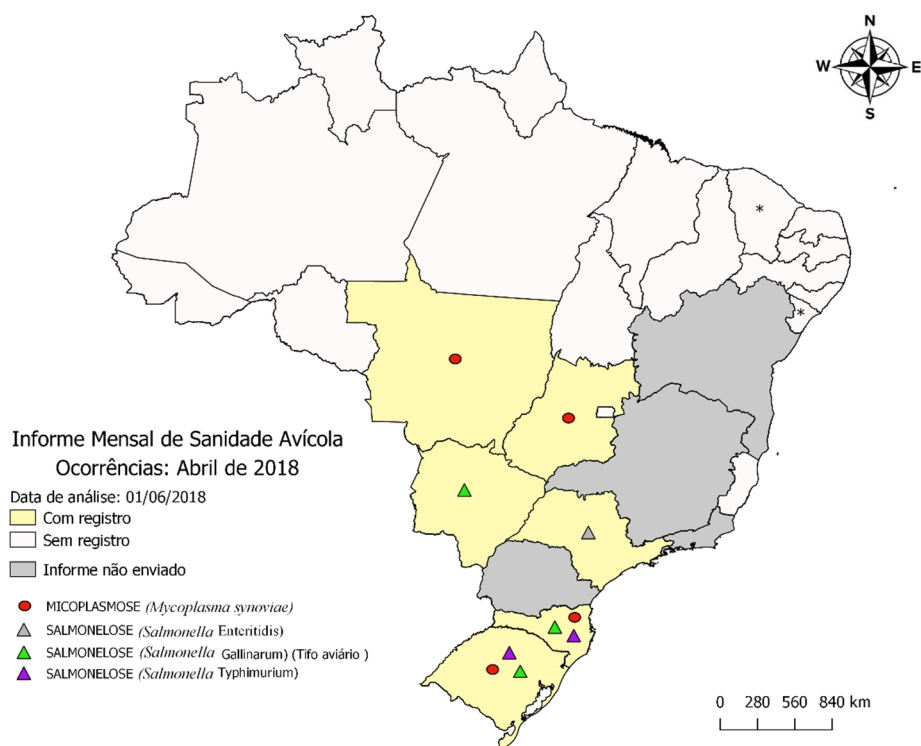 N
W E
S
*
*
Informe Mensal de Sanidade Avícola
Ocorrências: Abril de 2018
Data de análise: 01/06/2018
Com registro
Sem registro
Informe não enviado
MICOPLASMOSE (Mycoplasma synoviae)
SALMONELOSE (Salmonella Enteritidis)
SALMONELOSE (Salmonella Gallinarum) (Tifo aviário )
SALMONELOSE (Salmonella Typhimurium)
0 280 560 840 km